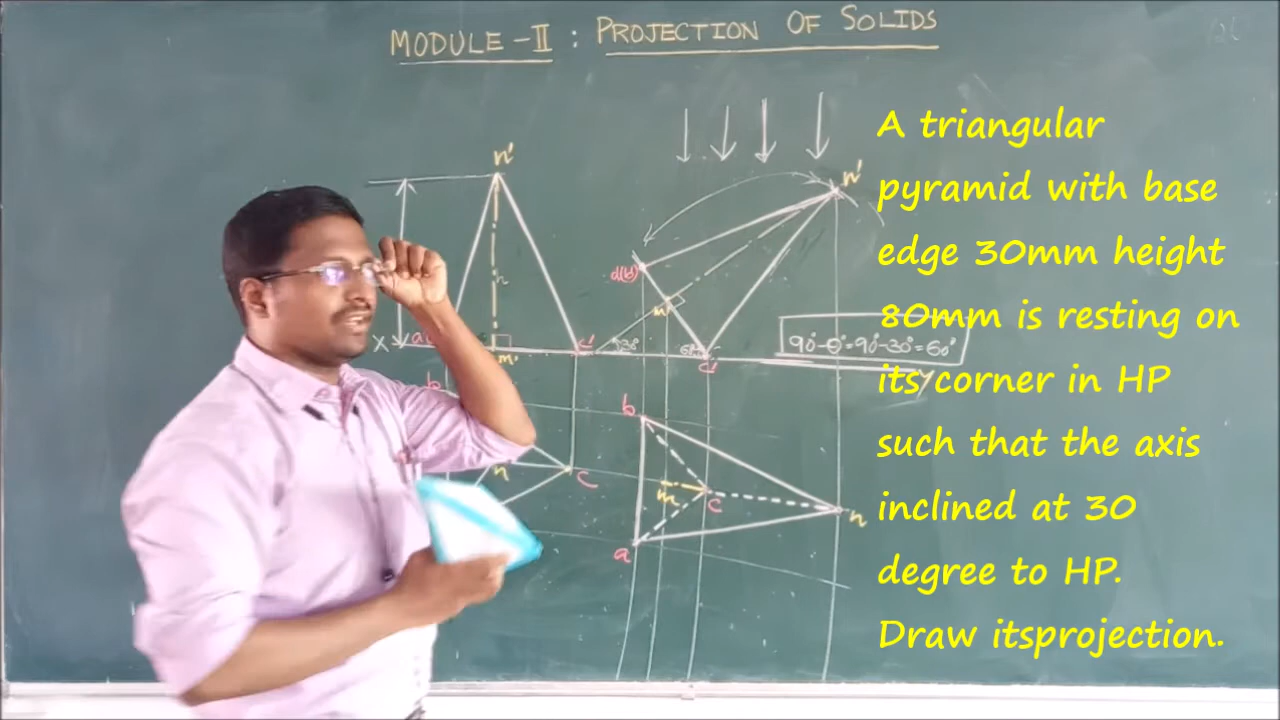 MODULE-II : PROJECTION OF SOLIDS
A triangular
pyramid with base
edge 30mm height
80mm is resting on
its corner in HP
such that the axis
inclined at 30
degree to HP.
Draw itsprojection.
n'
n'
h
X
m'
c'
30°
c'
90°-θ°=90°-30°=60°
Y
b
b
n
c
m
c
n
a